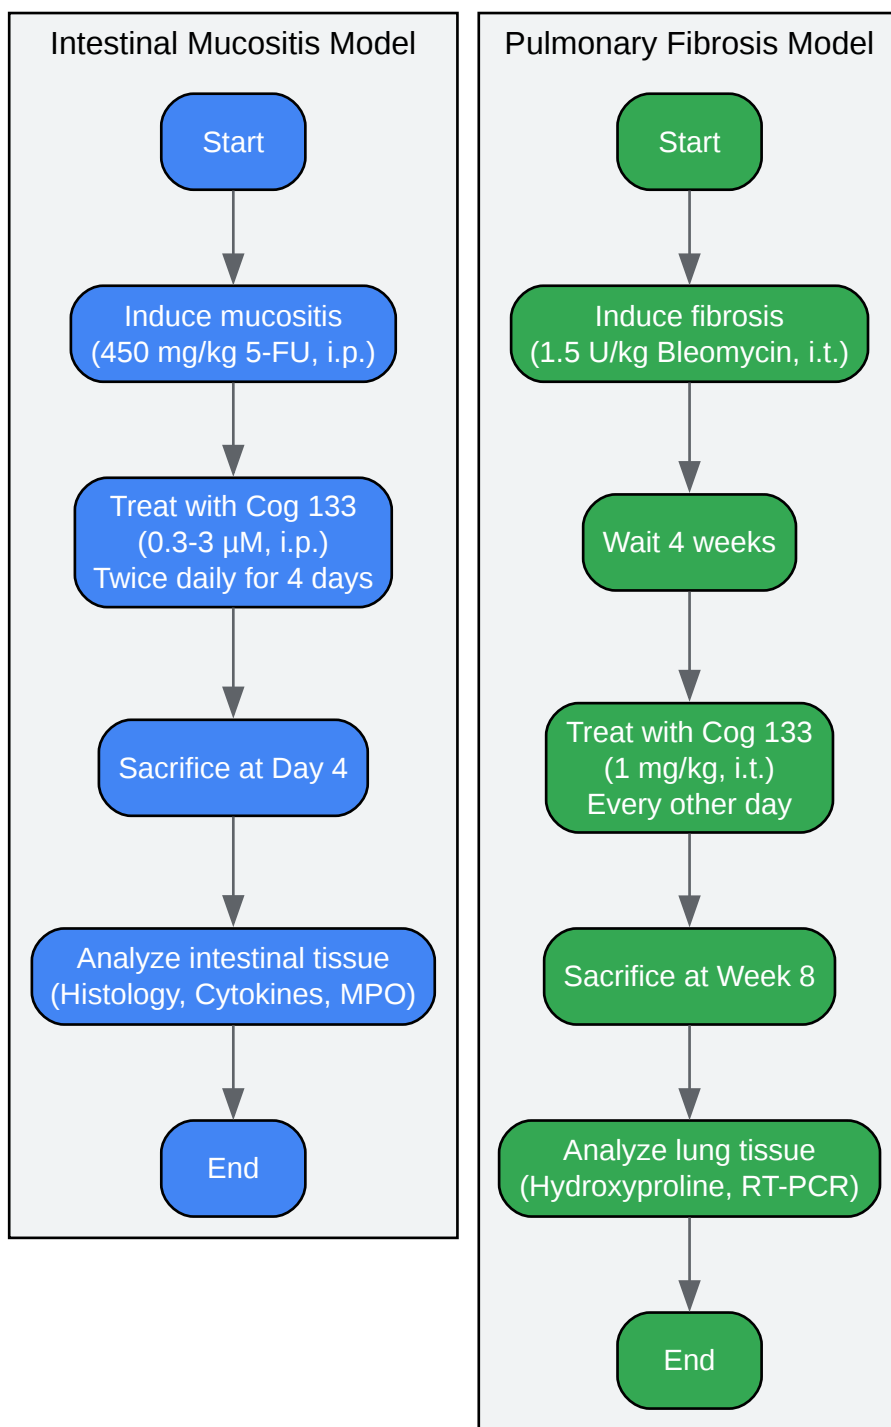 Intestinal Mucositis Model
Start
Induce mucositis
(450 mg/kg 5-FU, i.p.)
Treat with Cog 133
(0.3-3 µM, i.p.)
Twice daily for 4 days
Sacrifice at Day 4
Analyze intestinal tissue
(Histology, Cytokines, MPO)
End
Pulmonary Fibrosis Model
Start
Induce fibrosis
(1.5 U/kg Bleomycin, i.t.)
Wait 4 weeks
Treat with Cog 133
(1 mg/kg, i.t.)
Every other day
Sacrifice at Week 8
Analyze lung tissue
(Hydroxyproline, RT-PCR)
End